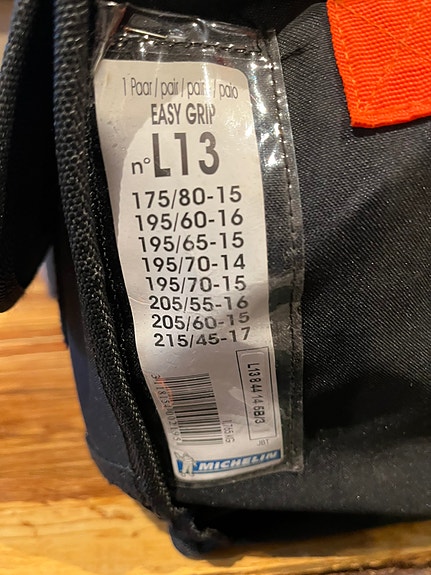 1 Paar / pair / paire / paio
EASY GRIP
n° L13
175/80-15
195/60-16
195/65-15
195/70-14
195/70-15
205/55-16
205/60-15
215/45-17
MICHELIN